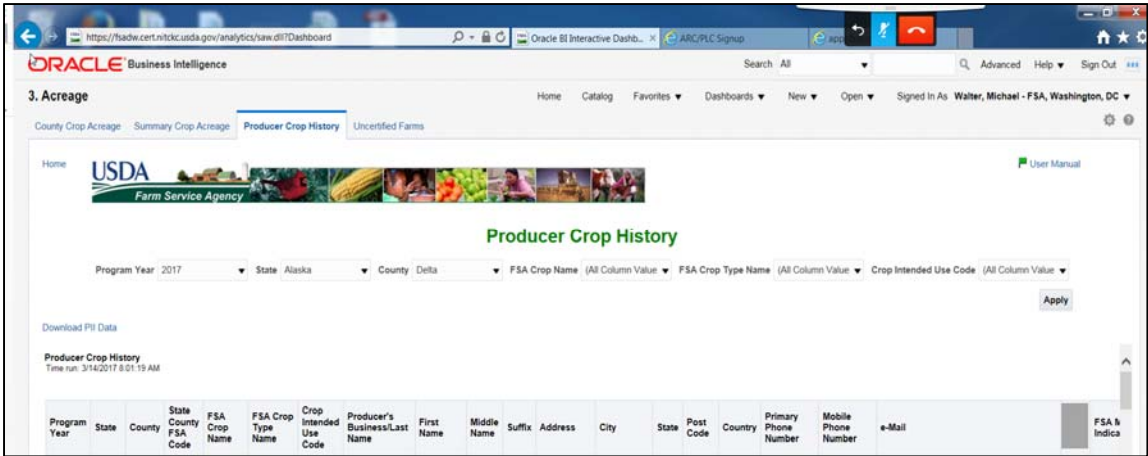 https://fsadw.cert.nitckc.usda.gov/analytics/saw.dll?Dashboard
Oracle BI Interactive Dashb...
ARC/PLC Signup
app
ORACLE Business Intelligence
Search All Advanced Help Sign Out
3. Acreage
Home Catalog Favorites Dashboards New Open Signed In As Walter, Michael - FSA, Washington, DC
County Crop Acreage Summary Crop Acreage Producer Crop History Uncertified Farms
Home
USDA
Farm Service Agency
User Manual
Producer Crop History
Program Year 2017 State Alaska County Delta FSA Crop Name (All Column Value FSA Crop Type Name (All Column Value Crop Intended Use Code (All Column Value
Apply
Download PII Data
Producer Crop History
Time run: 3/14/2017 8:01:19 AM
Program Year State County State County FSA Code FSA Crop Name FSA Crop Type Name Crop Intended Use Code Producer's Business/Last Name First Name Middle Name Suffix Address City State Post Code Country Primary Phone Number Mobile Phone Number e-Mail FSA M Indica